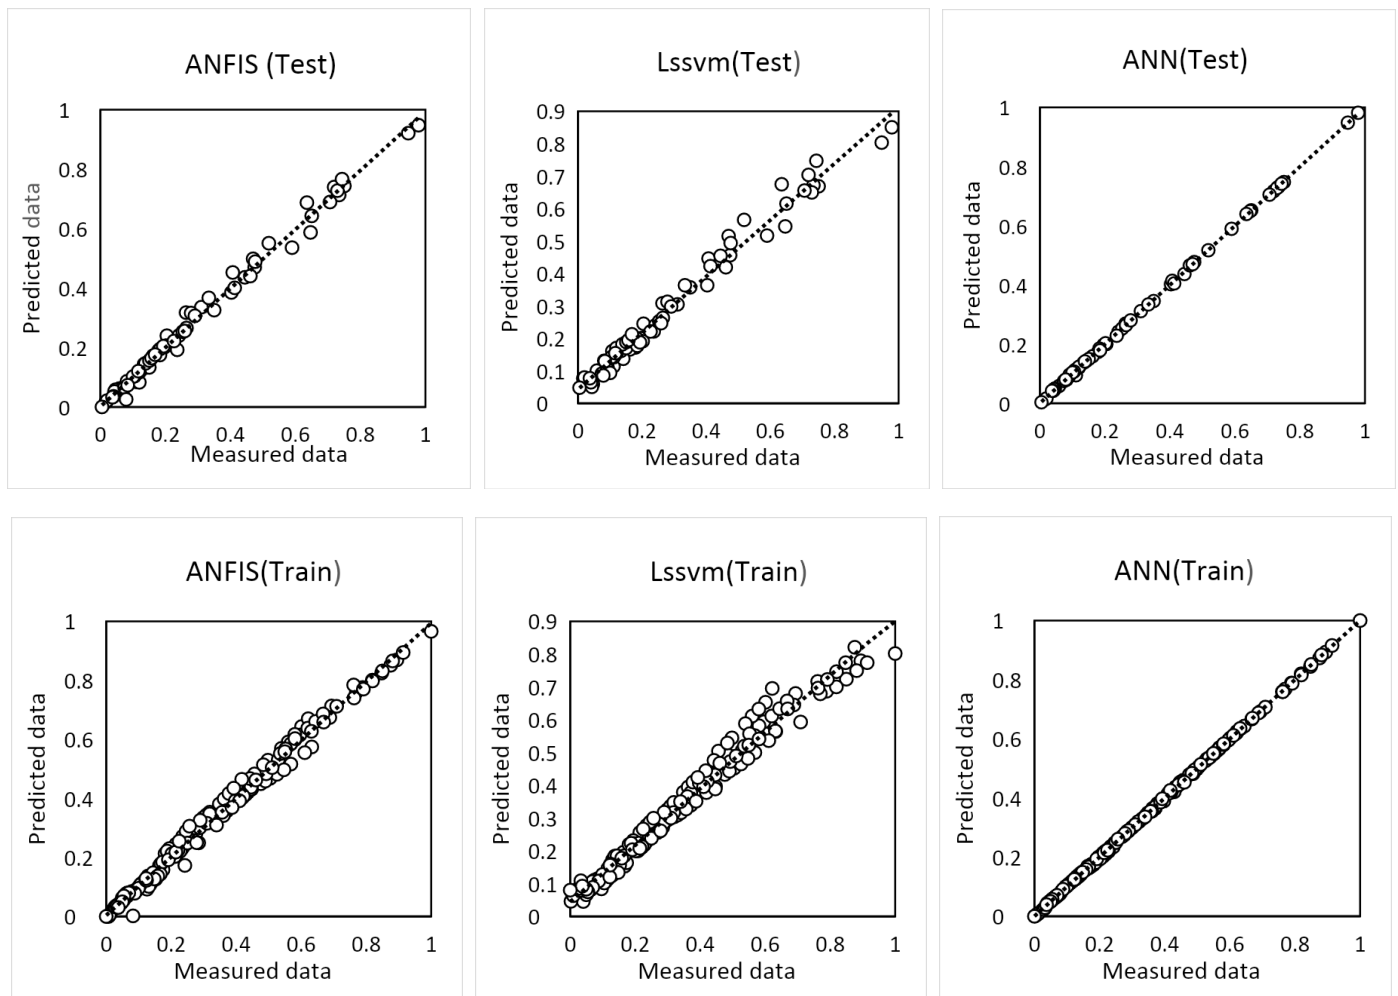 ANFIS (Test)
Predicted data
1
0.8
0.6
0.4
0.2
0
0 0.2 0.4 0.6 0.8 1
Measured data
Lssvm(Test)
Predicted data
0.9
0.8
0.7
0.6
0.5
0.4
0.3
0.2
0.1
0
0 0.2 0.4 0.6 0.8 1
Measured data
ANN(Test)
Predicted data
1
0.8
0.6
0.4
0.2
0
0 0.2 0.4 0.6 0.8 1
Measured data
ANFIS(Train)
Predicted data
1
0.8
0.6
0.4
0.2
0
0 0.2 0.4 0.6 0.8 1
Measured data
Lssvm(Train)
Predicted data
0.9
0.8
0.7
0.6
0.5
0.4
0.3
0.2
0.1
0
0 0.2 0.4 0.6 0.8 1
Measured data
ANN(Train)
Predicted data
1
0.8
0.6
0.4
0.2
0
0 0.2 0.4 0.6 0.8 1
Measured data